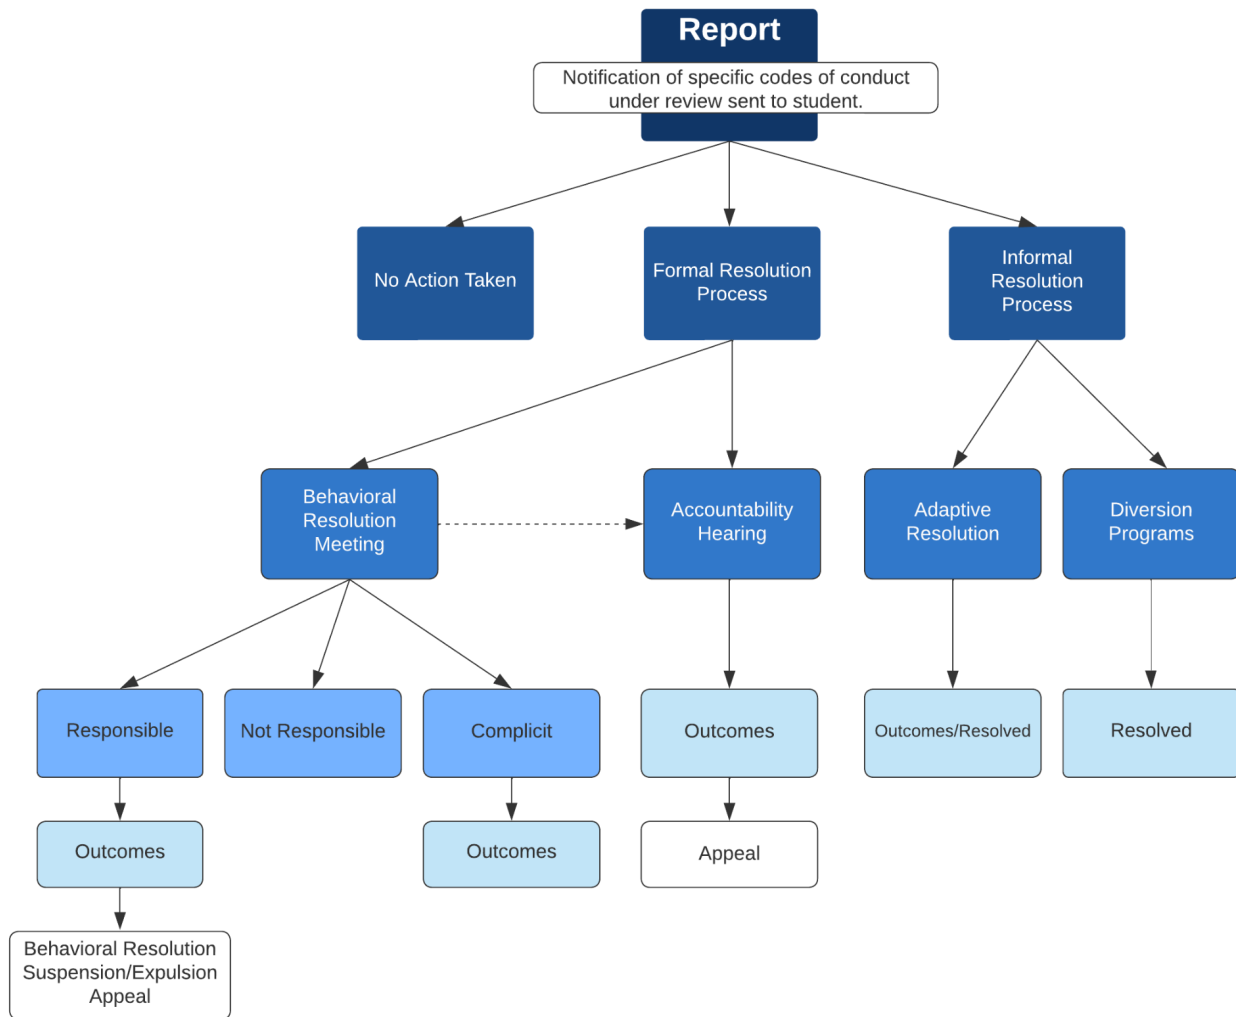 Report
Notification of specific codes of conduct
under review sent to student.
No Action Taken
Formal Resolution
Process
Informal
Resolution
Process
Behavioral
Resolution
Meeting
Accountability
Hearing
Adaptive
Resolution
Diversion
Programs
Responsible
Not Responsible
Complicit
Outcomes
Outcomes/Resolved
Resolved
Outcomes
Outcomes
Appeal
Behavioral Resolution
Suspension/Expulsion
Appeal